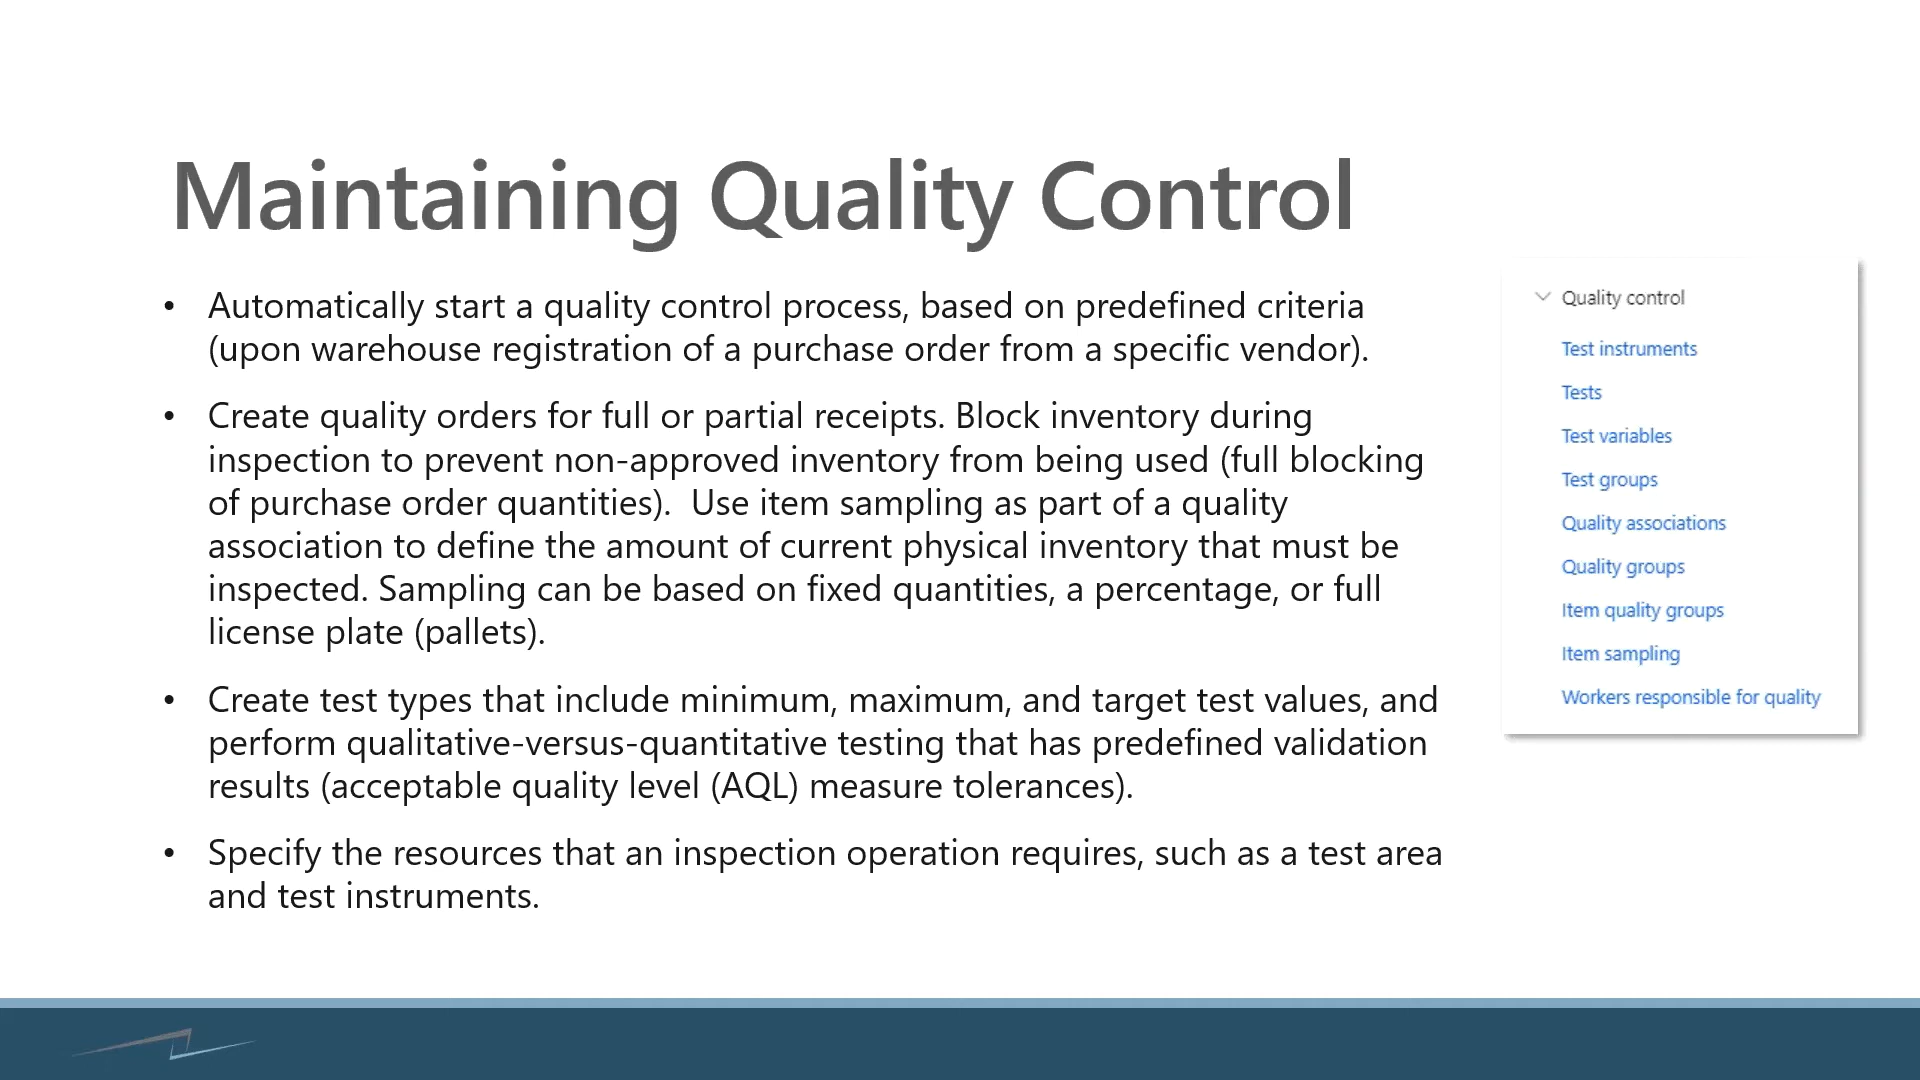 Maintaining Quality Control
• Automatically start a quality control process, based on predefined criteria
(upon warehouse registration of a purchase order from a specific vendor).
• Create quality orders for full or partial receipts. Block inventory during
inspection to prevent non-approved inventory from being used (full blocking
of purchase order quantities).  Use item sampling as part of a quality
association to define the amount of current physical inventory that must be
inspected. Sampling can be based on fixed quantities, a percentage, or full
license plate (pallets).
• Create test types that include minimum, maximum, and target test values, and
perform qualitative-versus-quantitative testing that has predefined validation
results (acceptable quality level (AQL) measure tolerances).
• Specify the resources that an inspection operation requires, such as a test area
and test instruments.
Quality control
Test instruments
Tests
Test variables
Test groups
Quality associations
Quality groups
Item quality groups
Item sampling
Workers responsible for quality